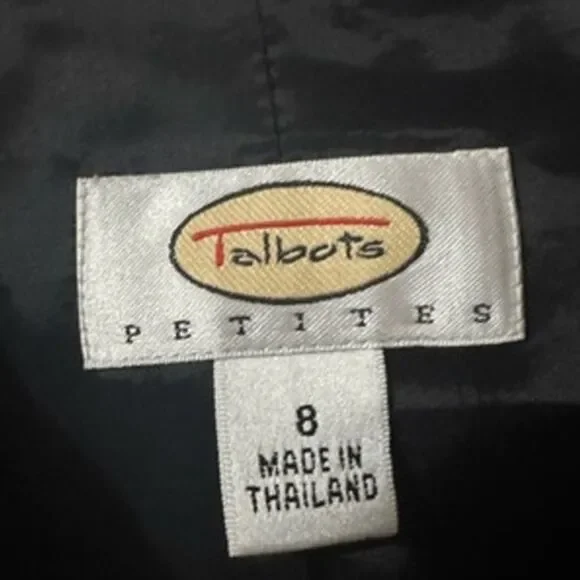 Talbots
PETITES
8
MADE IN
THAILAND